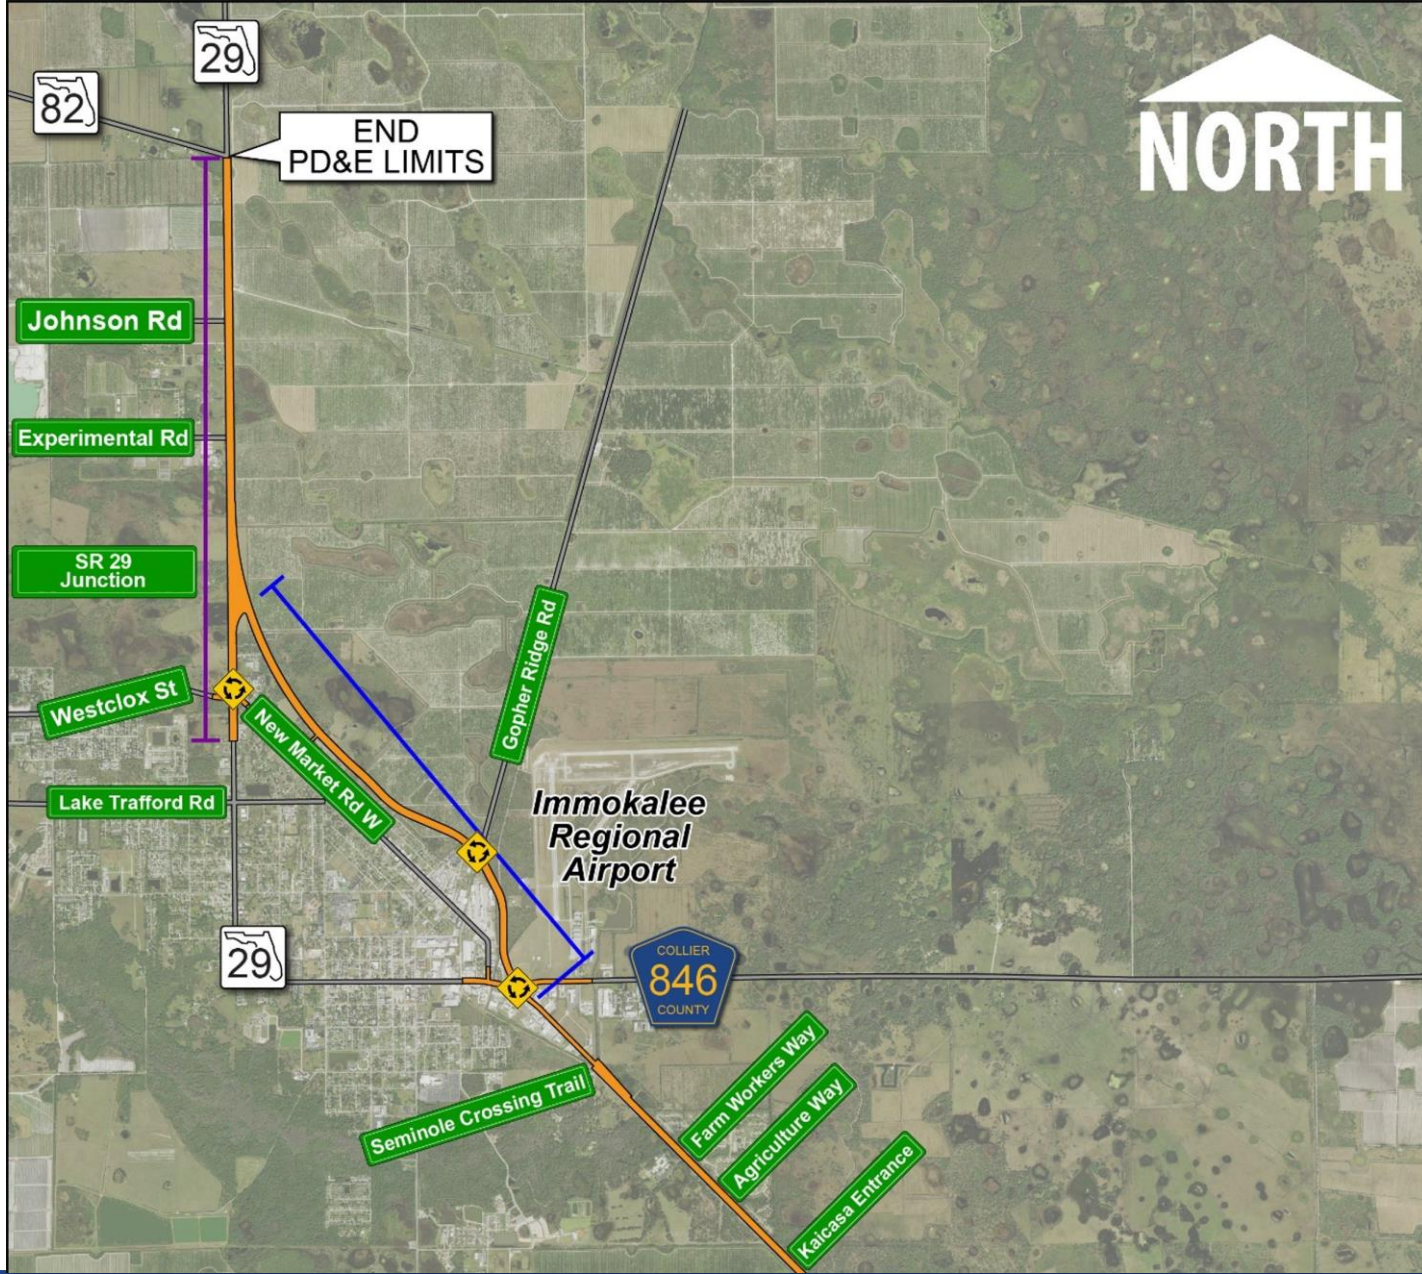 29
82
END
PD&E LIMITS
NORTH
Johnson Rd
Experimental Rd
SR 29
Junction
Gopher Ridge Rd
Westclox St
New Market Rd W
Lake Trafford Rd
Immokalee
Regional
Airport
29
COLLIER
846
COUNTY
Seminole Crossing Trail
Farm Workers Way
Agriculture Way
Kaicasa Entrance